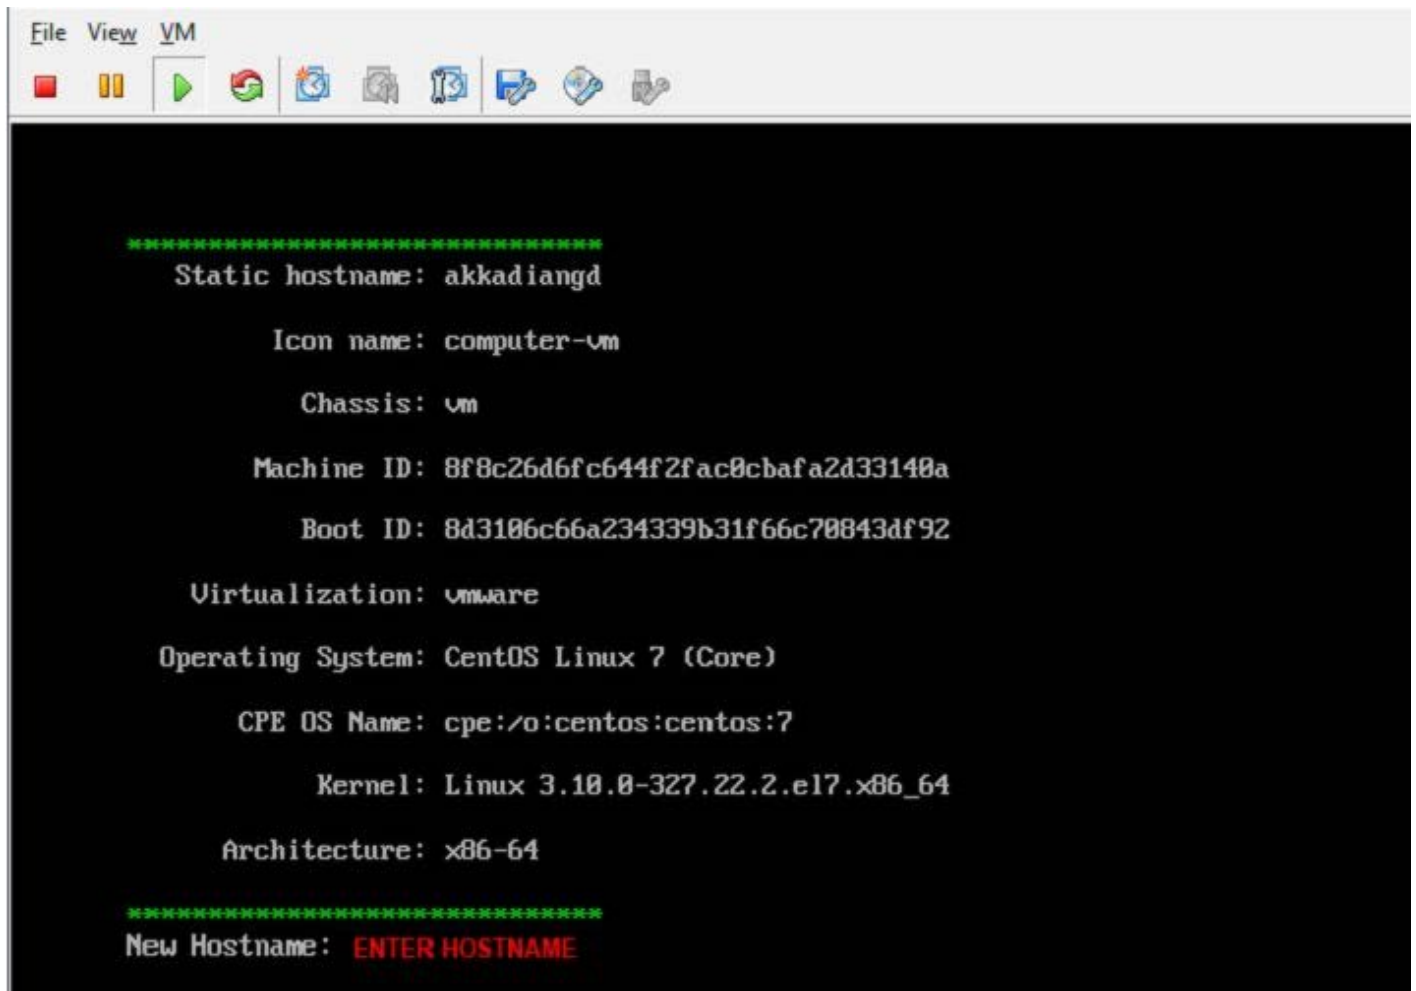 File View VM
******************************
Static hostname: akkadiangd
Icon name: computer-vm
Chassis: vm
Machine ID: 8f8c26d6fc644f2fac0cbafa2d33140a
Boot ID: 8d3106c66a234339b31f66c70843df92
Virtualization: vmware
Operating System: CentOS Linux 7 (Core)
CPE OS Name: cpe:/o:centos:centos:7
Kernel: Linux 3.10.0-327.22.2.el7.x86_64
Architecture: x86-64
******************************
New Hostname: ENTER HOSTNAME